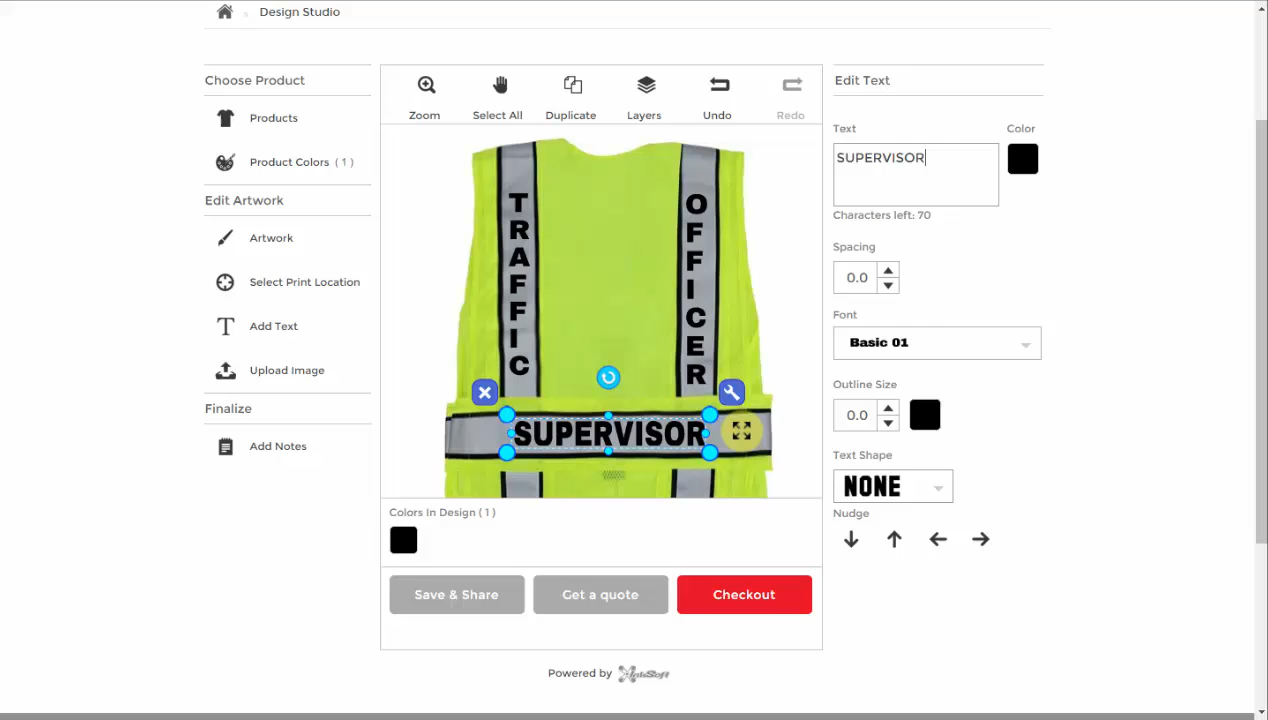 Design Studio
Choose Product
Products
Product Colors ( 1 )
Edit Artwork
Artwork
Select Print Location
Add Text
Upload Image
Finalize
Add Notes
Zoom
Select All
Duplicate
Layers
Undo
Redo
TRAFFIC
OFFICER
SUPERVISOR
Colors In Design ( 1 )
Save & Share
Get a quote
Checkout
Edit Text
Text
Color
SUPERVISOR
Characters left: 70
Spacing
0.0
Font
Basic 01
Outline Size
0.0
Text Shape
NONE
Nudge
Powered by